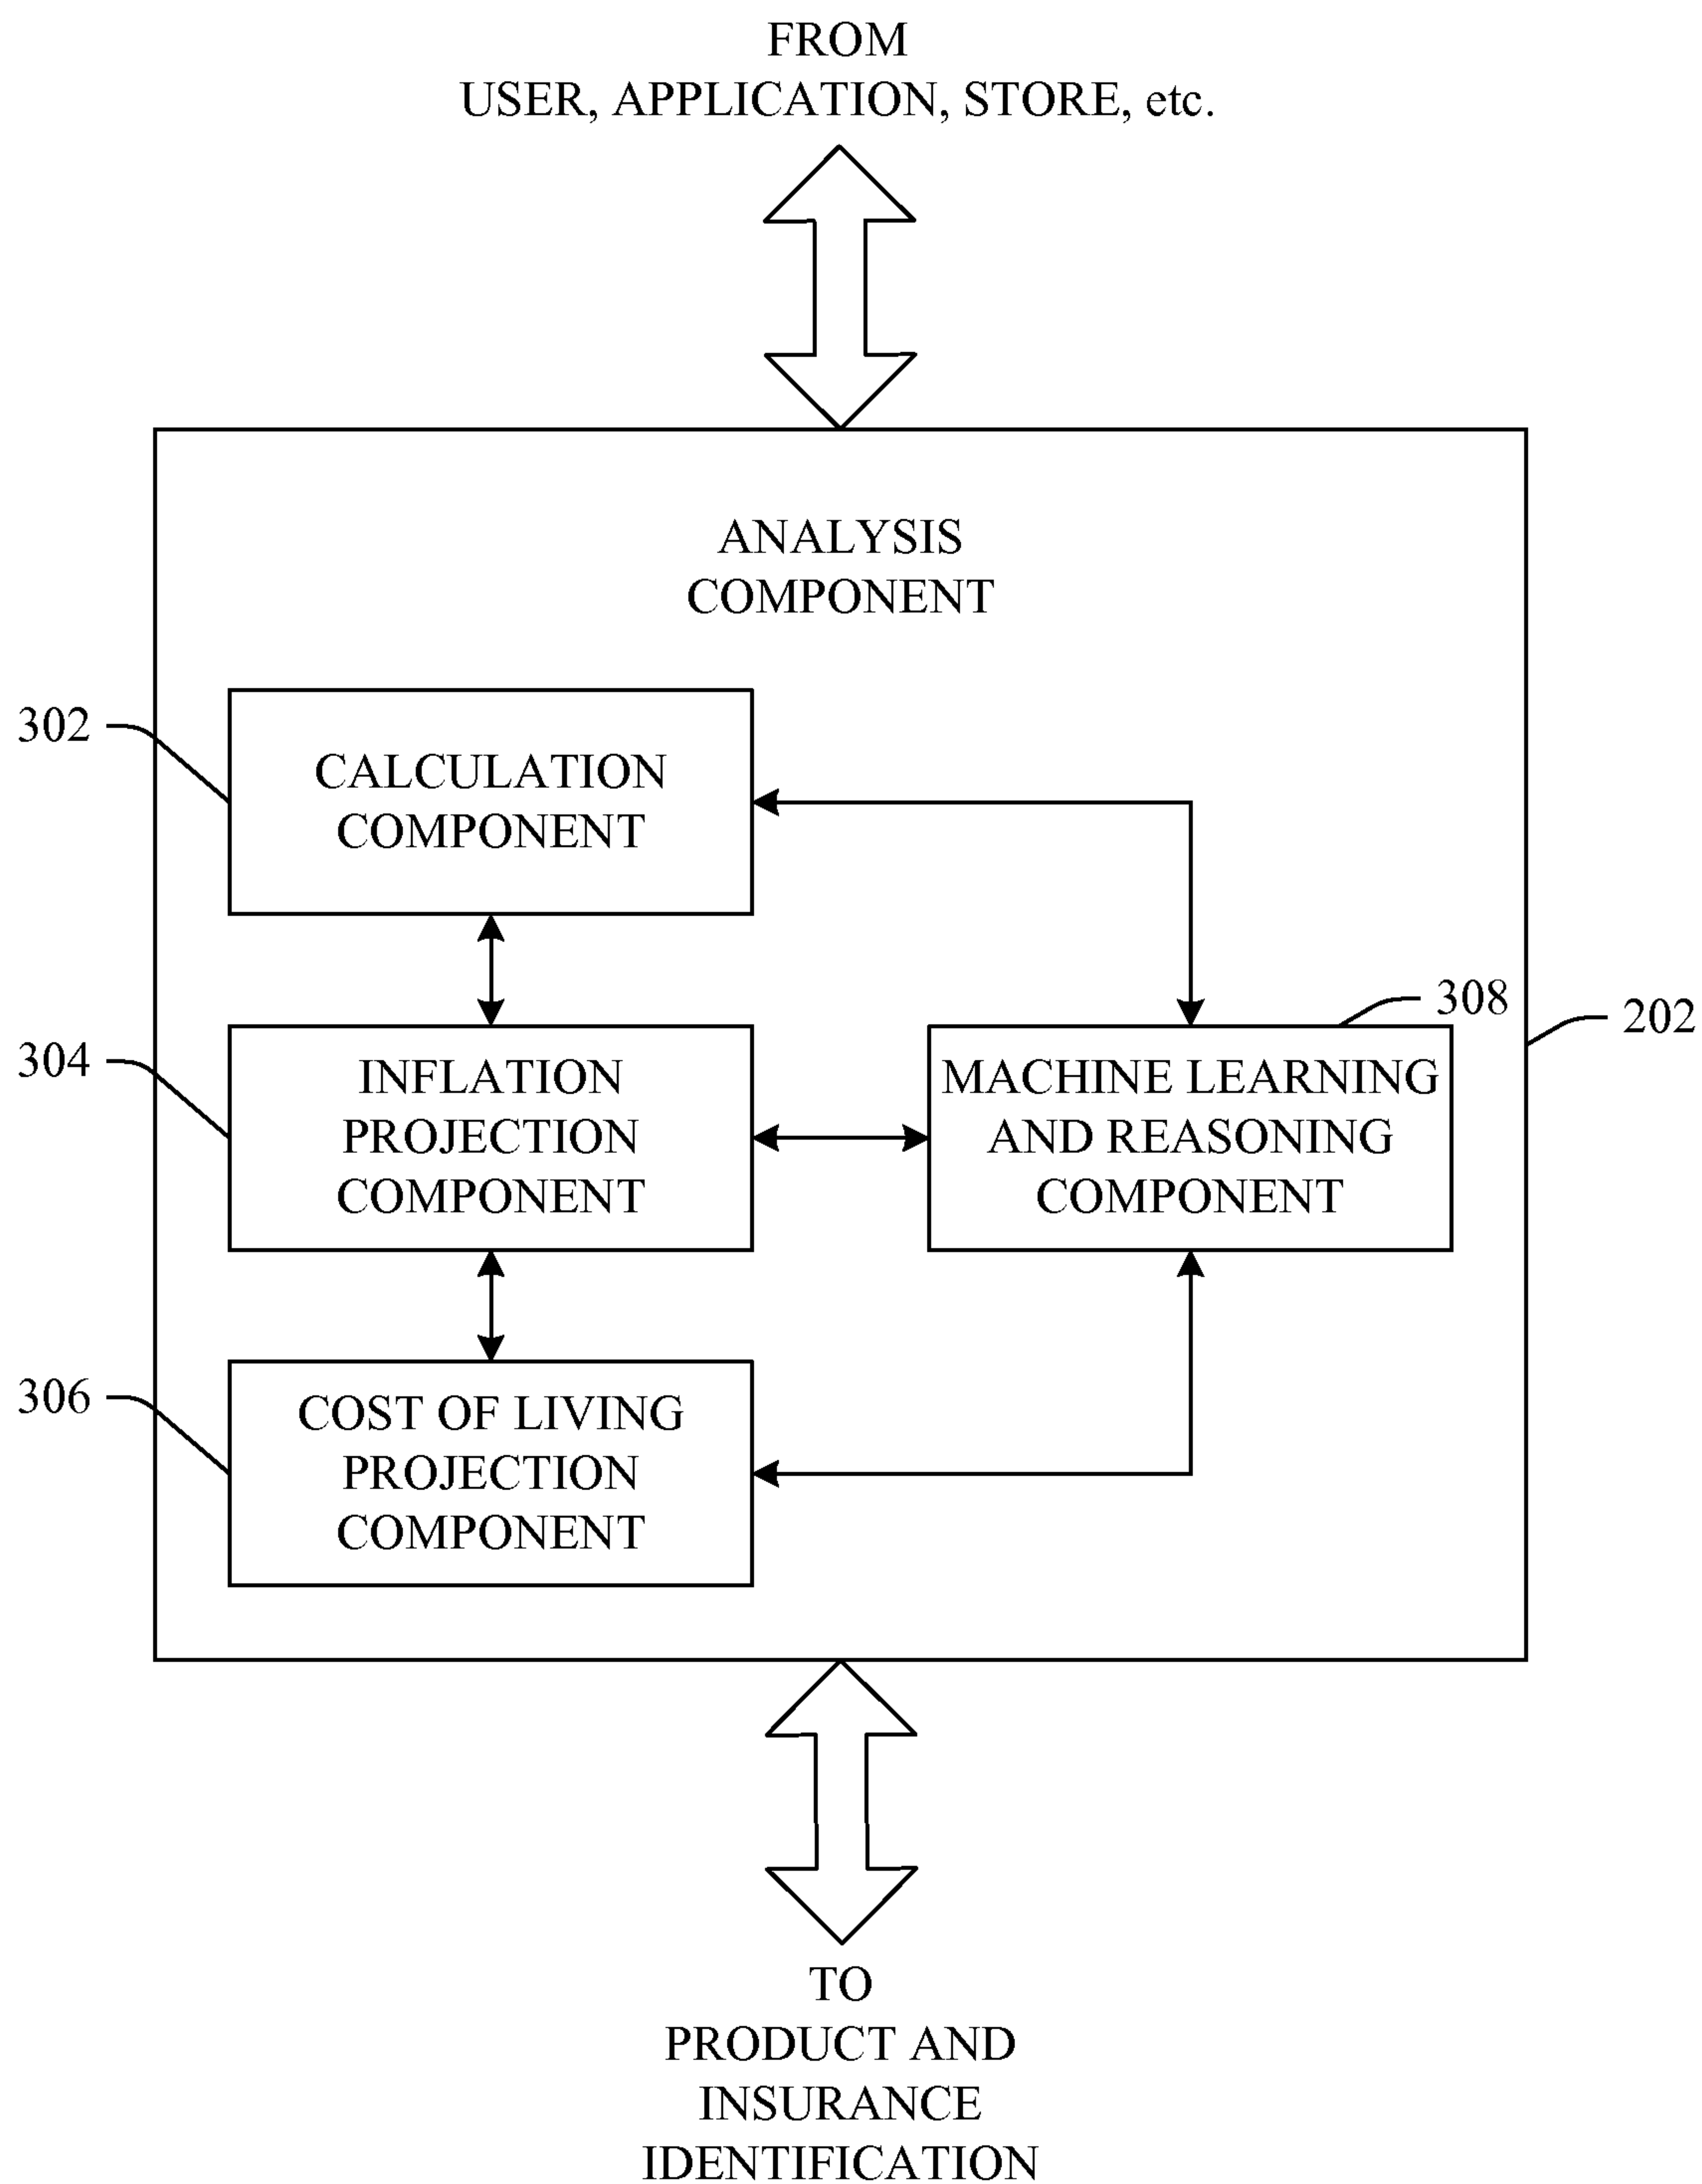 FROM
USER, APPLICATION, STORE, etc.
ANALYSIS
COMPONENT
302
CALCULATION
COMPONENT
304
INFLATION
PROJECTION
COMPONENT
308
MACHINE LEARNING
AND REASONING
COMPONENT
202
306
COST OF LIVING
PROJECTION
COMPONENT
TO
PRODUCT AND
INSURANCE
IDENTIFICATION